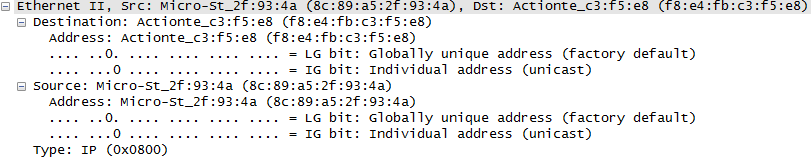 Ethernet II, Src: Micro-St_2f:93:4a (8c:89:a5:2f:93:4a), Dst: Actionte_c3:f5:e8 (f8:e4:fb:c3:f5:e8)
Destination: Actionte_c3:f5:e8 (f8:e4:fb:c3:f5:e8)
Address: Actionte_c3:f5:e8 (f8:e4:fb:c3:f5:e8)
.... ..0. .... .... .... .... = LG bit: Globally unique address (factory default)
.... ...0 .... .... .... .... = IG bit: Individual address (unicast)
Source: Micro-St_2f:93:4a (8c:89:a5:2f:93:4a)
Address: Micro-St_2f:93:4a (8c:89:a5:2f:93:4a)
.... ..0. .... .... .... .... = LG bit: Globally unique address (factory default)
.... ...0 .... .... .... .... = IG bit: Individual address (unicast)
Type: IP (0x0800)